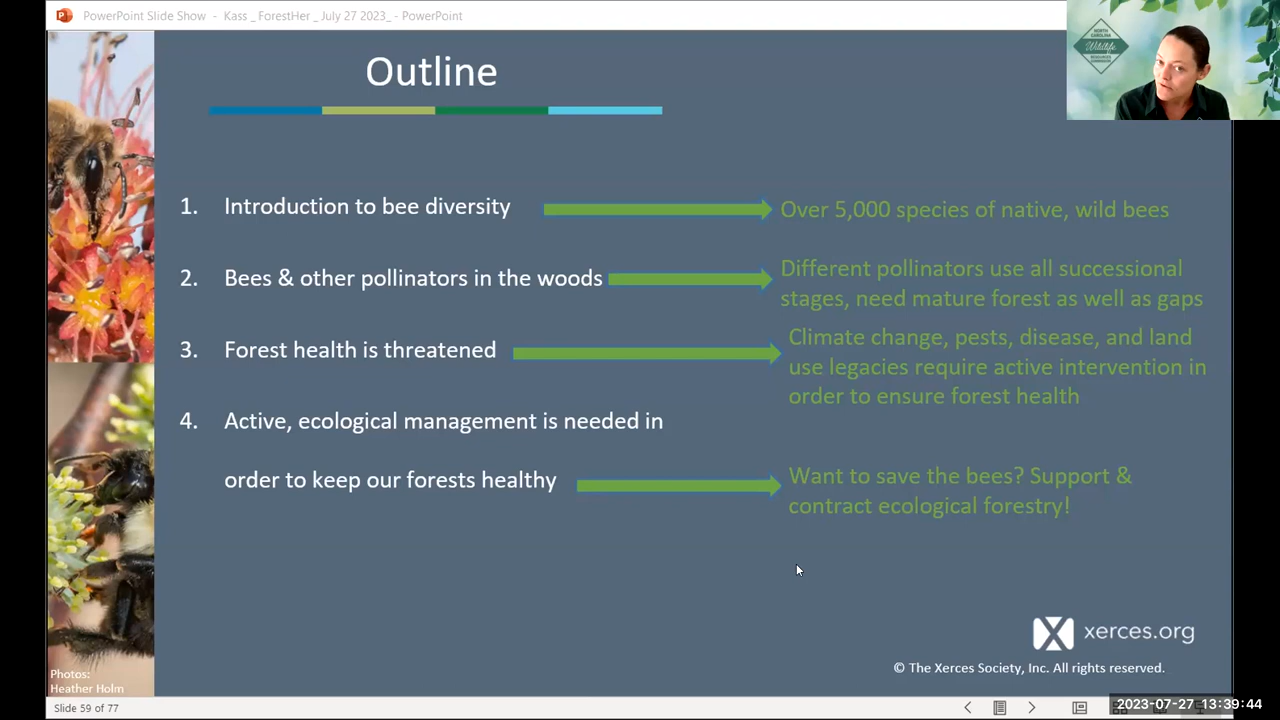 PowerPoint Slide Show - Kass _ ForestHer _ July 27 2023_ - PowerPoint
NORTH CAROLINA
Wildlife
RESOURCES COMMISSION
Outline
1. Introduction to bee diversity
Over 5,000 species of native, wild bees
2. Bees & other pollinators in the woods
Different pollinators use all successional
stages, need mature forest as well as gaps
3. Forest health is threatened
Climate change, pests, disease, and land
use legacies require active intervention in
order to ensure forest health
4. Active, ecological management is needed in
order to keep our forests healthy
Want to save the bees? Support &
contract ecological forestry!
X xerces.org
© The Xerces Society, Inc. All rights reserved.
Photos:
Heather Holm
Slide 59 of 77
2023-07-27 13:39:44